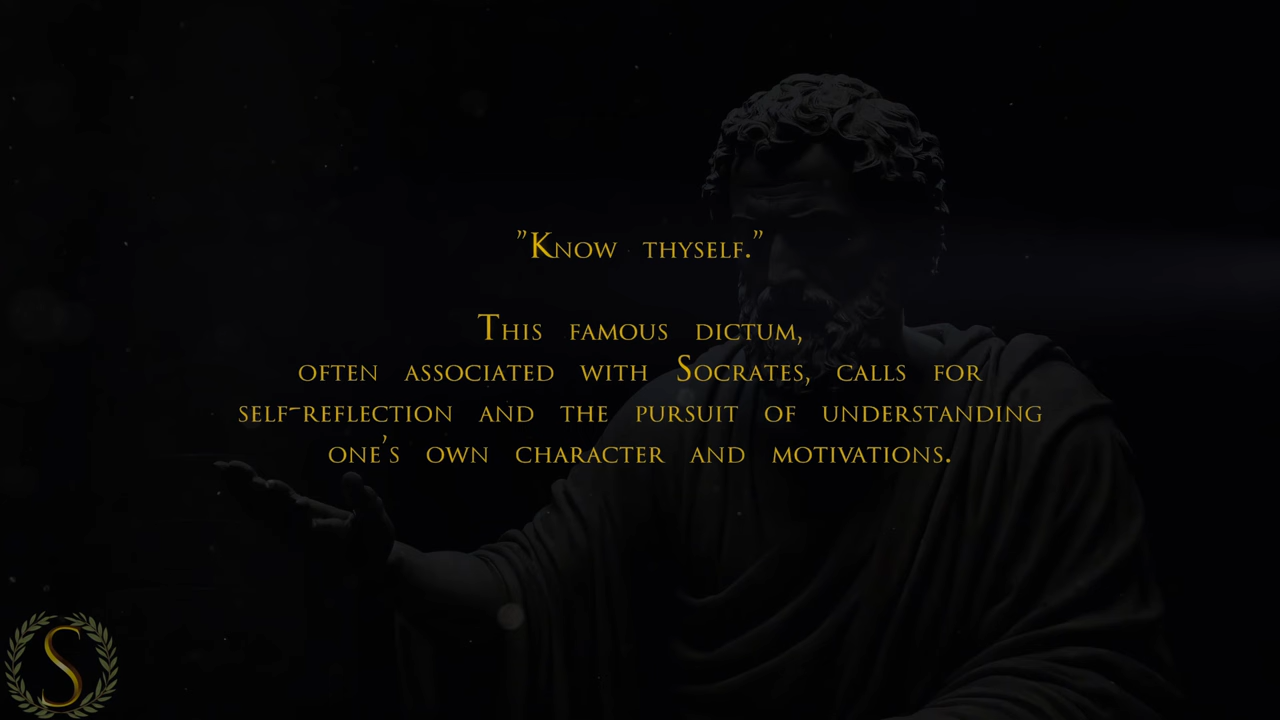 "Know thyself."
This famous dictum,
often associated with Socrates, calls for
self-reflection and the pursuit of understanding
one's own character and motivations.
S